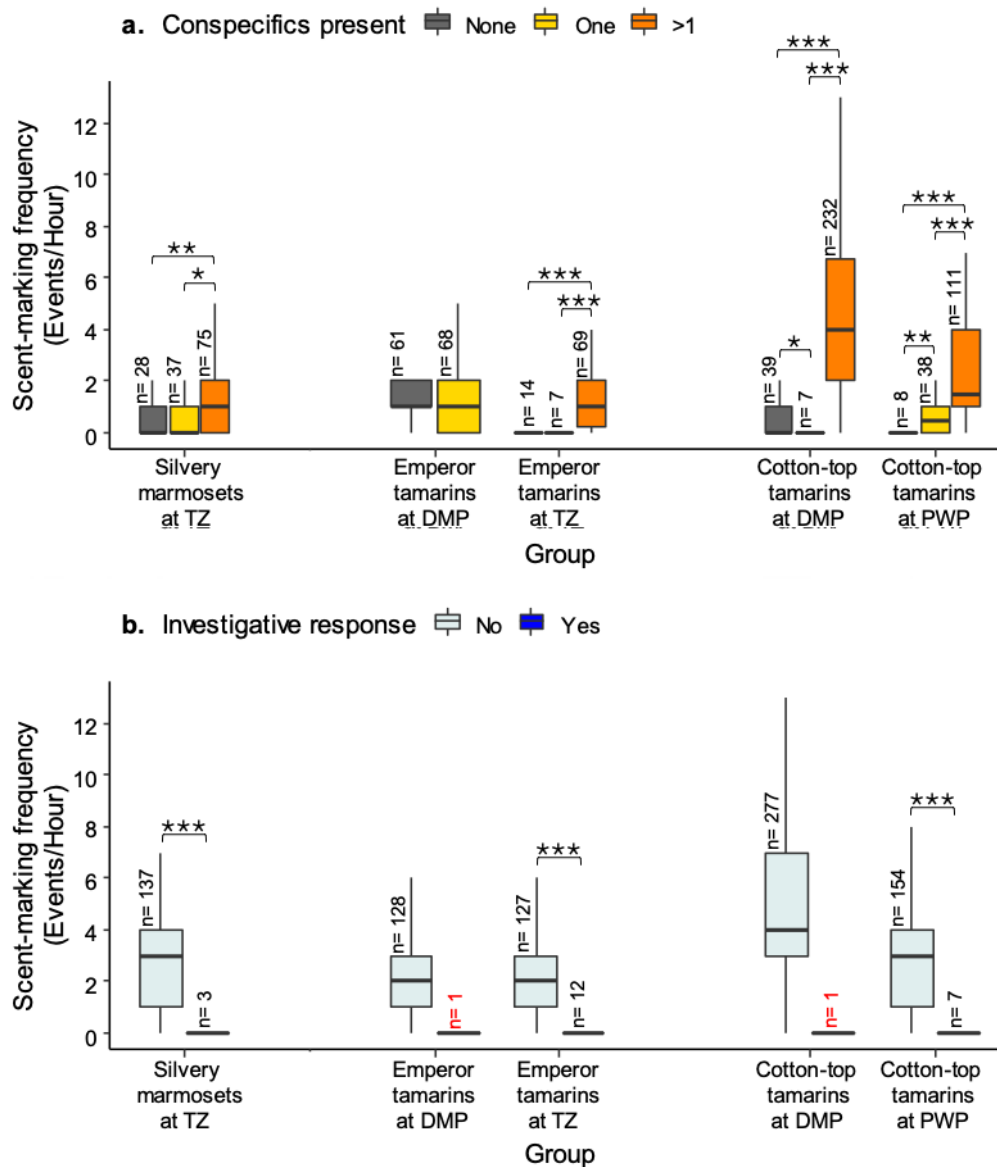 a. Conspecifics present None One >1
Scent-marking frequency
(Events/Hour)
12
10
8
6
4
2
0
n= 28
n= 37
n= 75
**
*
n= 61
n= 68
n= 14
n= 7
n= 69
***
***
n= 39
n= 7
n= 232
*
***
***
n= 8
n= 38
n= 111
**
***
***
Silvery
marmosets
at TZ
Emperor
tamarins
at DMP
Emperor
tamarins
at TZ
Cotton-top
tamarins
at DMP
Cotton-top
tamarins
at PWP
Group
b. Investigative response No Yes
Scent-marking frequency
(Events/Hour)
12
10
8
6
4
2
0
n= 137
n= 3
***
n= 128
n= 1
n= 127
n= 12
***
n= 277
n= 1
n= 154
n= 7
***
Silvery
marmosets
at TZ
Emperor
tamarins
at DMP
Emperor
tamarins
at TZ
Cotton-top
tamarins
at DMP
Cotton-top
tamarins
at PWP
Group